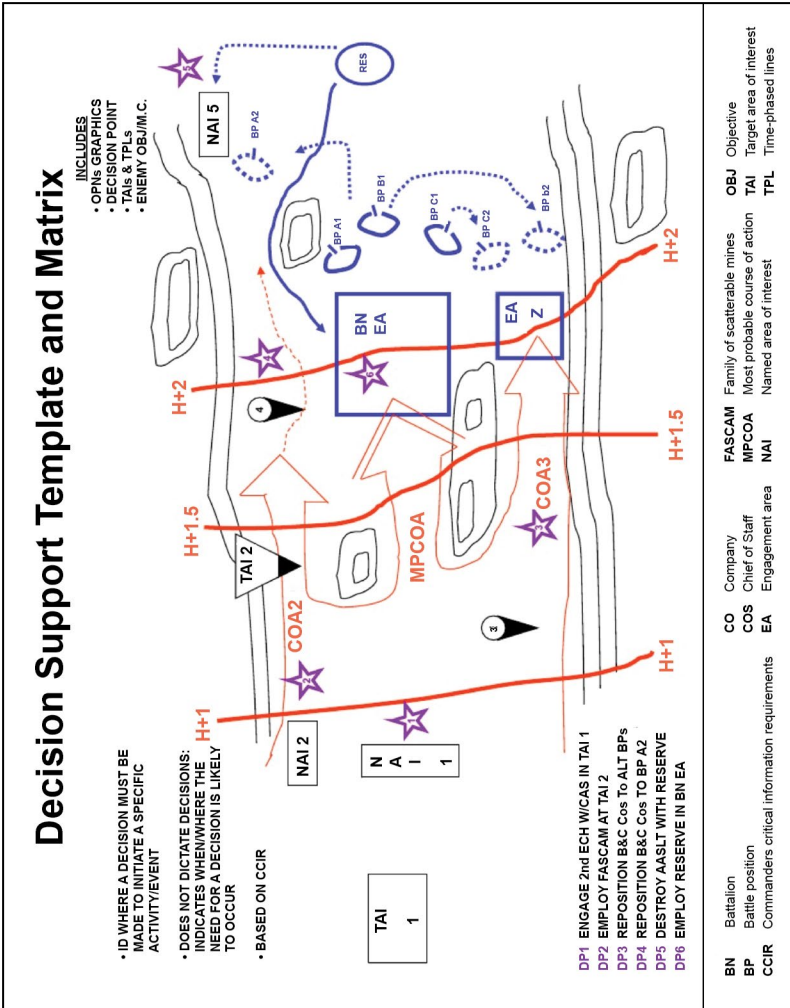 Decision Support Template and Matrix
• ID WHERE A DECISION MUST BE
MADE TO INITIATE A SPECIFIC
ACTIVITY/EVENT
• DOES NOT DICTATE DECISIONS:
INDICATES WHEN/WHERE THE
NEED FOR A DECISION IS LIKELY
TO OCCUR
• BASED ON CCIR
INCLUDES
• OPNs GRAPHICS
• DECISION POINT
• TAIs & TPLs
• ENEMY OBJ/M.C.
H+1
H+1.5
H+2
NAI 5
5
BP A2
RES
4
4
TAI 2
COA2
2
NAI 2
BP A1
BP B1
BN
EA
6
MPCOA
1
N
A
I
1
BP C1
BP C2
BP b2
EA
Z
COA3
3
3
TAI
1
H+1
H+1.5
H+2
DP1 ENGAGE 2nd ECH W/CAS IN TAI 1
DP2 EMPLOY FASCAM AT TAI 2
DP3 REPOSITION B&C Cos To ALT BPs
DP4 REPOSITION B&C Cos TO BP A2
DP5 DESTROY AASLT WITH RESERVE
DP6 EMPLOY RESERVE IN BN EA
BN Battalion
BP Battle position
CCIR Commanders critical information requirements
CO Company
COS Chief of Staff
EA Engagement area
FASCAM Family of scatterable mines
MPCOA Most probable course of action
NAI Named area of interest
OBJ Objective
TAI Target area of interest
TPL Time-phased lines